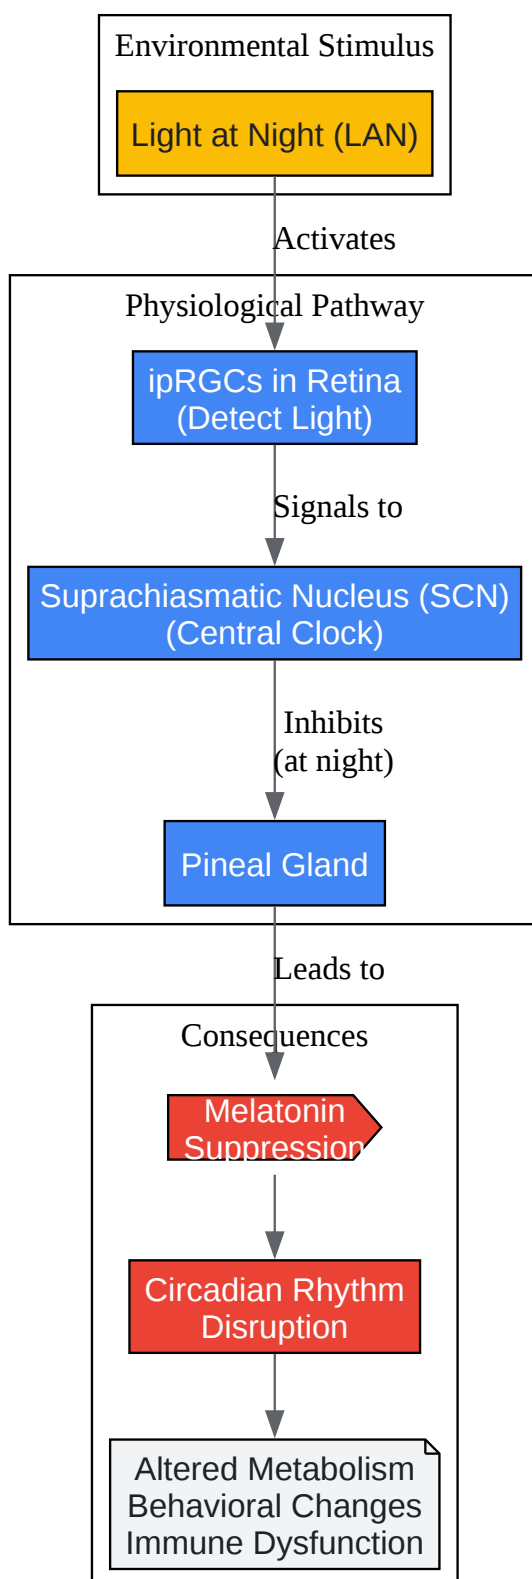 Environmental Stimulus
Light at Night (LAN)
Activates
Physiological Pathway
ipRGCs in Retina
(Detect Light)
Signals to
Suprachiasmatic Nucleus (SCN)
(Central Clock)
Inhibits
(at night)
Pineal Gland
Leads to
Consequences
Melatonin
Suppression
Circadian Rhythm
Disruption
Altered Metabolism
Behavioral Changes
Immune Dysfunction